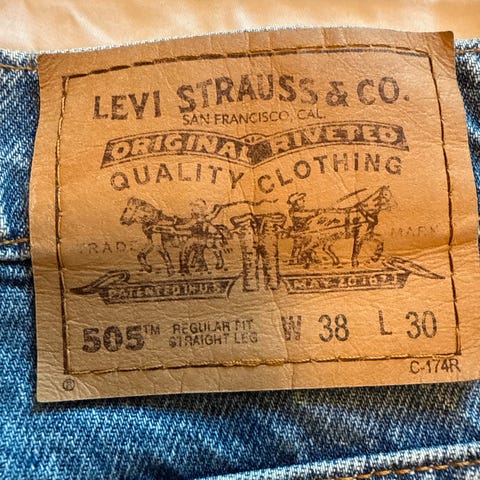 LEVI STRAUSS & CO.
SAN FRANCISCO, CAL.
ORIGINAL RIVETED
QUALITY CLOTHING
TRADE MARK
PATENTED IN U.S. MAY 20 1873
505™ REGULAR FIT STRAIGHT LEG W 38 L 30
® C-174R